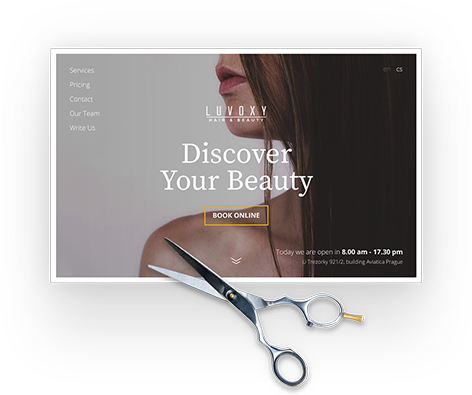 Services
Pricing
Contact
Our Team
Write Us
en cs
LUVOXY
HAIR & BEAUTY
Discover
Your Beauty
BOOK ONLINE
Today we are open in 8.00 am - 17.30 pm
U Trezorky 921/2, building Aviatica Prague